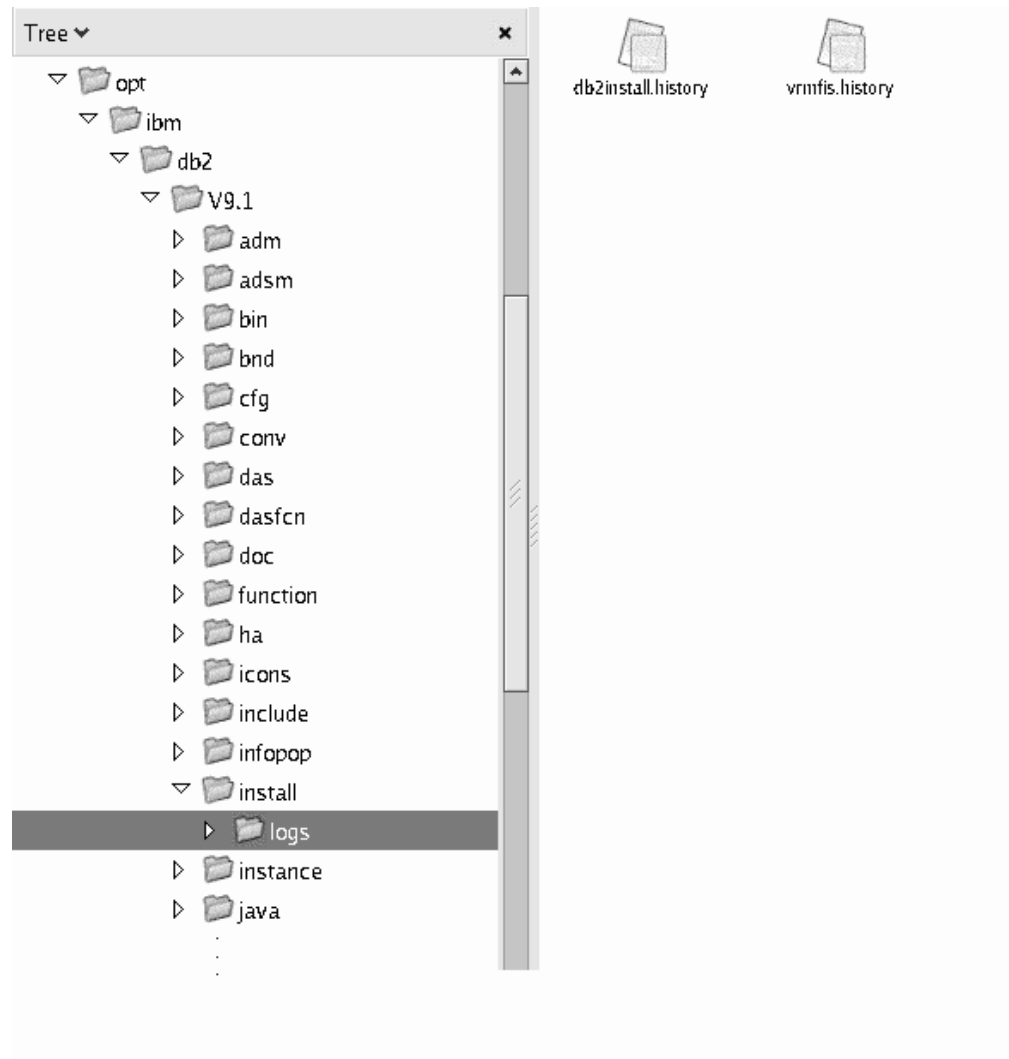 Tree
opt
ibm
db2
V9.1
adm
adsm
bin
bnd
cfg
conv
das
dasfcn
doc
function
ha
icons
include
infopop
install
logs
instance
java
db2install.history
vrmfis.history